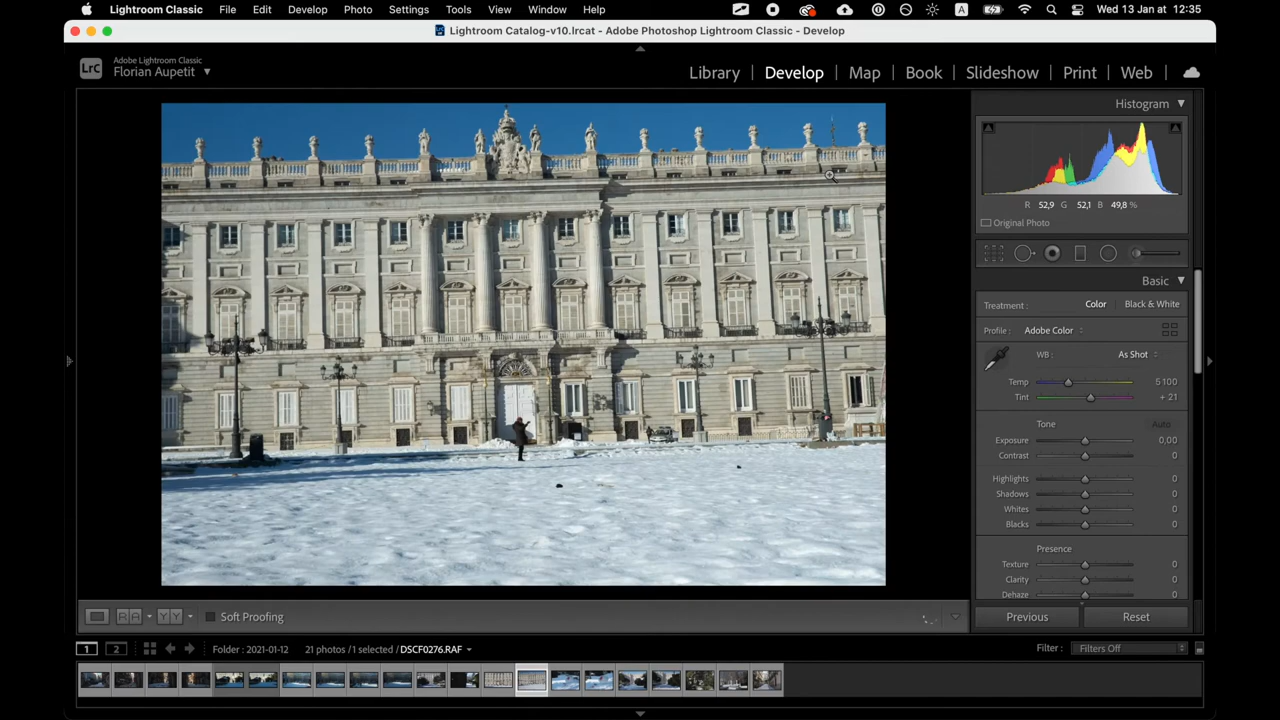 Lightroom Classic File Edit Develop Photo Settings Tools View Window Help A Wed 13 Jan at 12:35
Lightroom Catalog-v10.lrcat - Adobe Photoshop Lightroom Classic - Develop
LrC
Adobe Lightroom Classic
Florian Aupetit
Library Develop Map Book Slideshow Print Web
Histogram
R 52,9 G 52,1 B 49,8 %
Original Photo
Basic
Treatment : Color Black & White
Profile : Adobe Color
WB : As Shot
Temp 5 100
Tint + 21
Tone Auto
Exposure 0,00
Contrast 0
Highlights 0
Shadows 0
Whites 0
Blacks 0
Presence
Texture 0
Clarity 0
Dehaze 0
R A Y Y Soft Proofing
Previous Reset
1 2 Folder : 2021-01-12 21 photos / 1 selected / DSCF0276.RAF
Filter : Filters Off